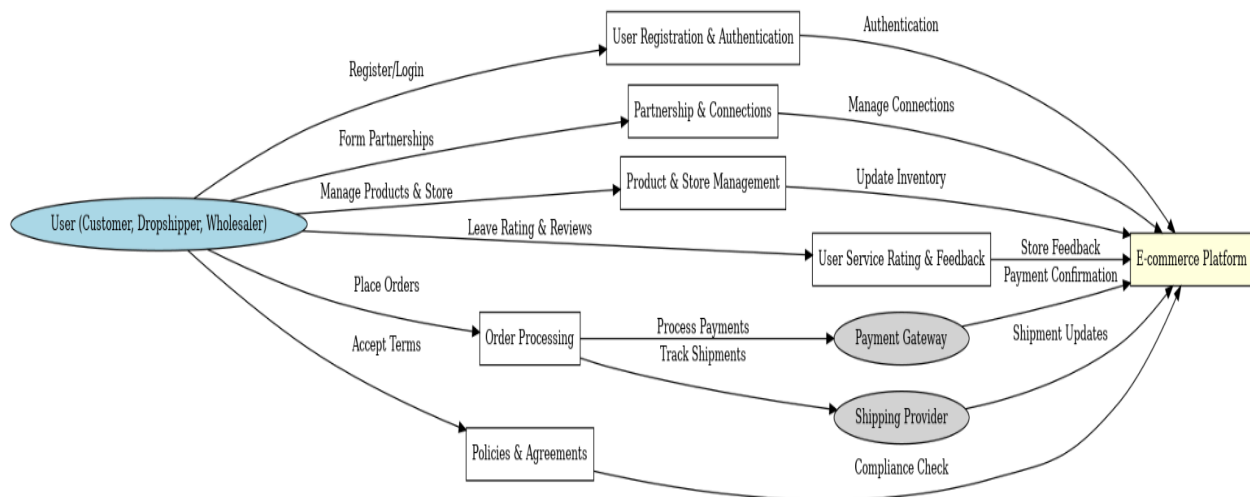 Authentication
User Registration & Authentication
Register/Login
Partnership & Connections
Manage Connections
Form Partnerships
Product & Store Management
Update Inventory
Manage Products & Store
User (Customer, Dropshipper, Wholesaler)
Leave Rating & Reviews
User Service Rating & Feedback
Store Feedback
E-commerce Platform
Payment Confirmation
Place Orders
Order Processing
Process Payments
Payment Gateway
Shipment Updates
Track Shipments
Accept Terms
Shipping Provider
Policies & Agreements
Compliance Check